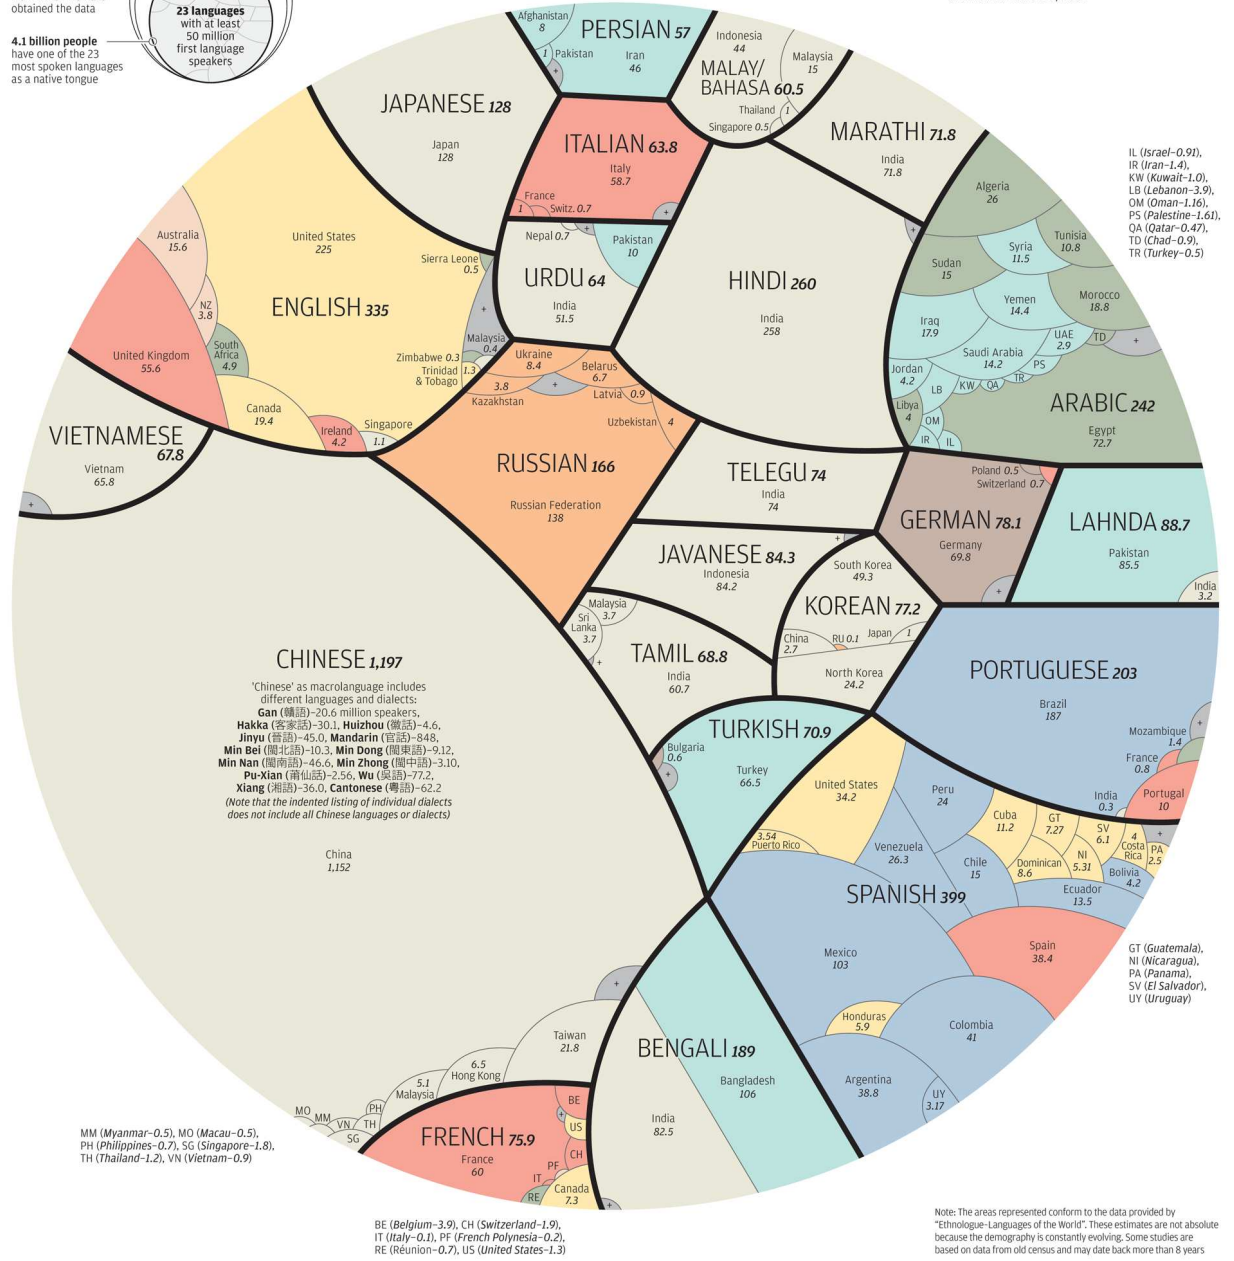 obtained the data
4.1 billion people
have one of the 23
most spoken languages
as a native tongue
23 languages
with at least
50 million
first language
speakers
Afghanistan
8
PERSIAN 57
1 Pakistan
+
Iran
46
Indonesia
44
MALAY/
BAHASA 60.5
Malaysia
15
Thailand
1
Singapore 0.5
JAPANESE 128
Japan
128
ITALIAN 63.8
Italy
58.7
France
1
Switz. 0.7
+
MARATHI 71.8
India
71.8
+
IL (Israel–0.91),
IR (Iran–1.4),
KW (Kuwait–1.0),
LB (Lebanon–3.9),
OM (Oman–1.16),
PS (Palestine–1.61),
QA (Qatar–0.47),
TD (Chad–0.9),
TR (Turkey–0.5)
Australia
15.6
United States
225
ENGLISH 335
NZ
3.8
South
Africa
4.9
United Kingdom
55.6
Canada
19.4
Ireland
4.2
Singapore
1.1
Sierra Leone
0.5
+
Malaysia
0.4
Zimbabwe 0.3
Trinidad
& Tobago
1.3
Nepal 0.7
+
Pakistan
10
URDU 64
India
51.5
HINDI 260
India
258
Algeria
26
Tunisia
10.8
Syria
11.5
Sudan
15
Yemen
14.4
Morocco
18.8
Iraq
17.9
UAE
2.9
TD
+
Saudi Arabia
14.2
PS
Jordan
4.2
LB
KW
QA
TR
Libya
4
OM
IR
IL
ARABIC 242
Egypt
72.7
VIETNAMESE
67.8
Vietnam
65.8
+
Ukraine
8.4
Belarus
6.7
3.8
Kazakhstan
+
Latvia 0.9
Uzbekistan 4
RUSSIAN 166
Russian Federation
138
TELEGU 74
India
74
Poland 0.5
Switzerland 0.7
GERMAN 78.1
Germany
69.8
+
LAHNDA 88.7
Pakistan
85.5
India
3.2
JAVANESE 84.3
Indonesia
84.2
+
South Korea
49.3
KOREAN 77.2
China
2.7
RU 0.1
Japan 1
North Korea
24.2
Malaysia
3.7
Sri
Lanka
3.7
+
TAMIL 68.8
India
60.7
PORTUGUESE 203
Brazil
187
+
Mozambique
1.4
France
0.8
Portugal
10
India
0.3
CHINESE 1,197
'Chinese' as macrolanguage includes
different languages and dialects:
Gan (贛語)–20.6 million speakers,
Hakka (客家話)–30.1, Huizhou (徽話)–4.6,
Jinyu (晉語)–45.0, Mandarin (官話)–848,
Min Bei (閩北語)–10.3, Min Dong (閩東語)–9.12,
Min Nan (閩南語)–46.6, Min Zhong (閩中語)–3.10,
Pu-Xian (莆仙話)–2.56, Wu (吳語)–77.2,
Xiang (湘語)–36.0, Cantonese (粵語)–62.2
(Note that the indented listing of individual dialects
does not include all Chinese languages or dialects)
China
1,152
+
Taiwan
21.8
6.5
Hong Kong
5.1
Malaysia
PH
TH
VN
SG
MM
MO
TURKISH 70.9
Bulgaria
0.6
+
Turkey
66.5
United States
34.2
3.54
Puerto Rico
Peru
24
Venezuela
26.3
Cuba
11.2
GT
7.27
SV
6.1
4
Costa
Rica
+
PA
2.5
Chile
15
Dominican
8.6
NI
5.31
Bolivia
4.2
Ecuador
13.5
SPANISH 399
Mexico
103
Spain
38.4
Honduras
5.9
Colombia
41
Argentina
38.8
UY
3.17
GT (Guatemala),
NI (Nicaragua),
PA (Panama),
SV (El Salvador),
UY (Uruguay)
BENGALI 189
Bangladesh
106
India
82.5
+
FRENCH 75.9
France
60
BE
+
US
CH
PF
IT
RE
Canada
7.3
MM (Myanmar–0.5), MO (Macau–0.5),
PH (Philippines–0.7), SG (Singapore–1.8),
TH (Thailand–1.2), VN (Vietnam–0.9)
BE (Belgium–3.9), CH (Switzerland–1.9),
IT (Italy–0.1), PF (French Polynesia–0.2),
RE (Réunion–0.7), US (United States–1.3)
Note: The areas represented conform to the data provided by
"Ethnologue–Languages of the World". These estimates are not absolute
because the demography is constantly evolving. Some studies are
based on data from old census and may date back more than 8 years